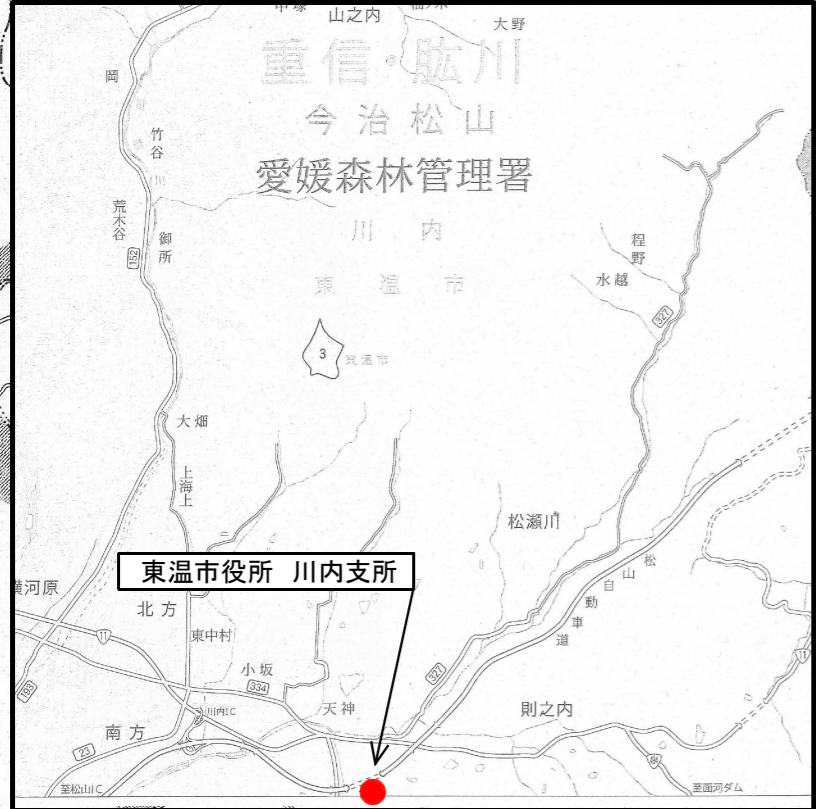 山之内
大野
重信・肱川
岡
今治松山
竹谷
愛媛森林管理署
荒木谷
川内
御所
程野
152
水越
東温市
327
3
東温市
大畑
上海上
松瀬川
松山自動車道
東温市役所 川内支所
横河原
北方
11
東中村
小坂
327
11
193
334
天神
則之内
川内IC
南方
23
494
至松山IC
至面河ダム